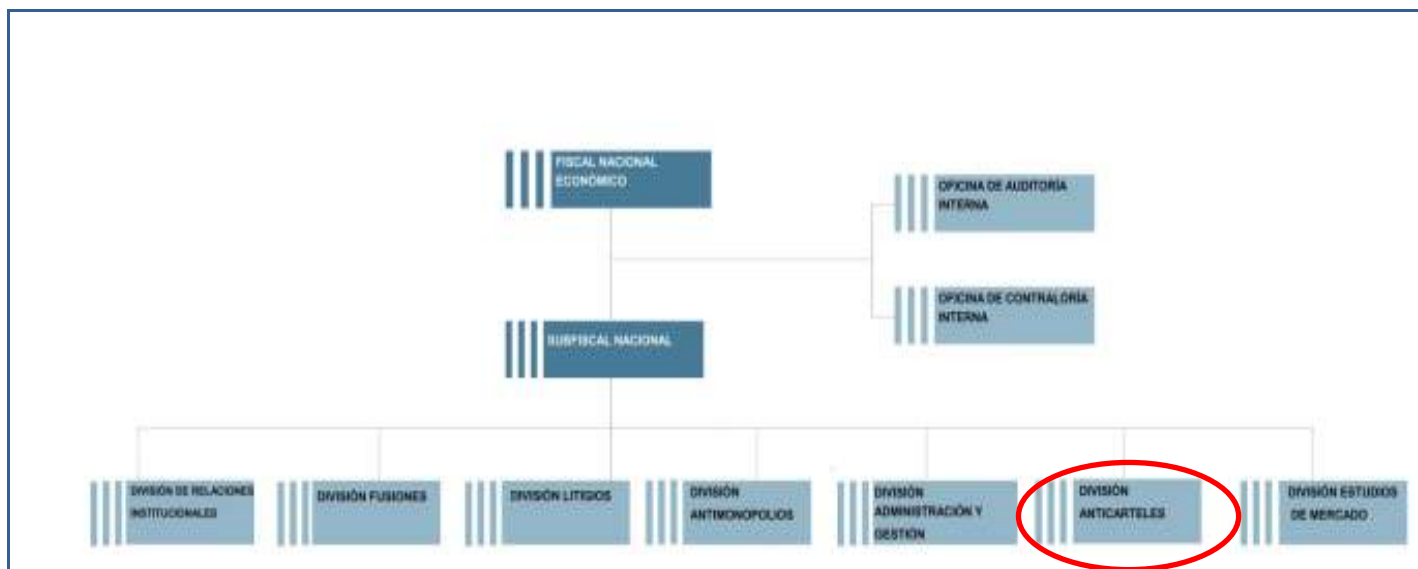 FISCAL NACIONAL
ECONÓMICO
OFICINA DE AUDITORÍA
INTERNA
OFICINA DE CONTRALORÍA
INTERNA
SUBFISCAL NACIONAL
DIVISIÓN DE RELACIONES
INSTITUCIONALES
DIVISIÓN FUSIONES
DIVISIÓN LITIGIOS
DIVISIÓN
ANTIMONOPOLIOS
DIVISIÓN
ADMINISTRACIÓN Y
GESTIÓN
DIVISIÓN
ANTICARTELES
DIVISIÓN ESTUDIOS
DE MERCADO